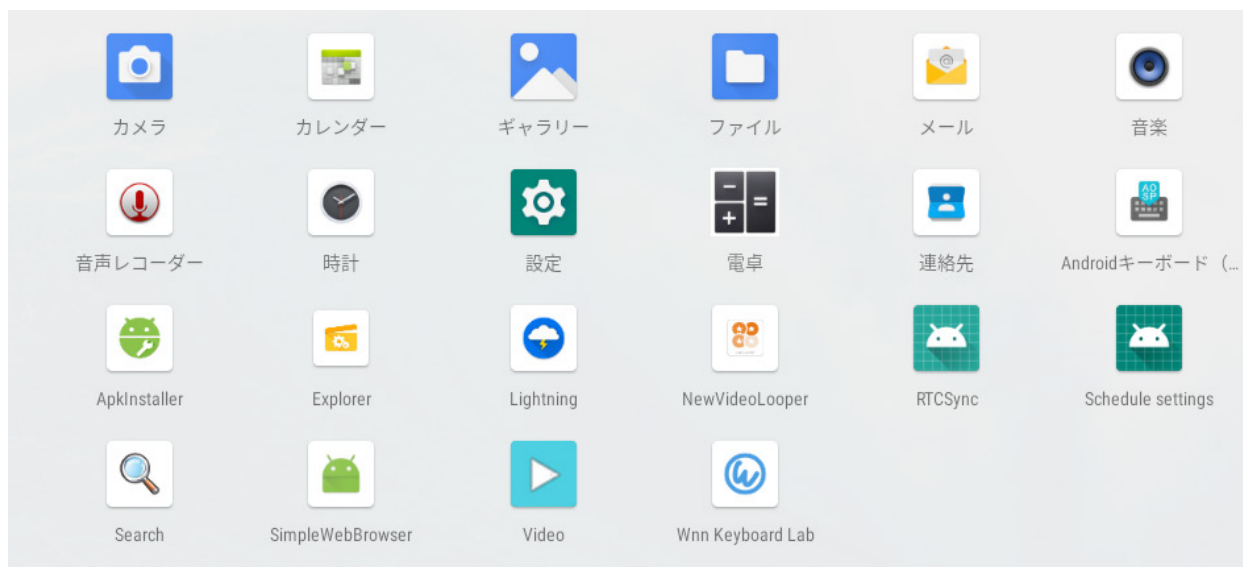 カメラ
カレンダー
ギャラリー
ファイル
メール
音楽
音声レコーダー
時計
設定
電卓
連絡先
AO
SP
Androidキーボード（...
ApkInstaller
Explorer
Lightning
NewVideoLooper
RTCSync
Schedule settings
Search
SimpleWebBrowser
Video
Wnn Keyboard Lab